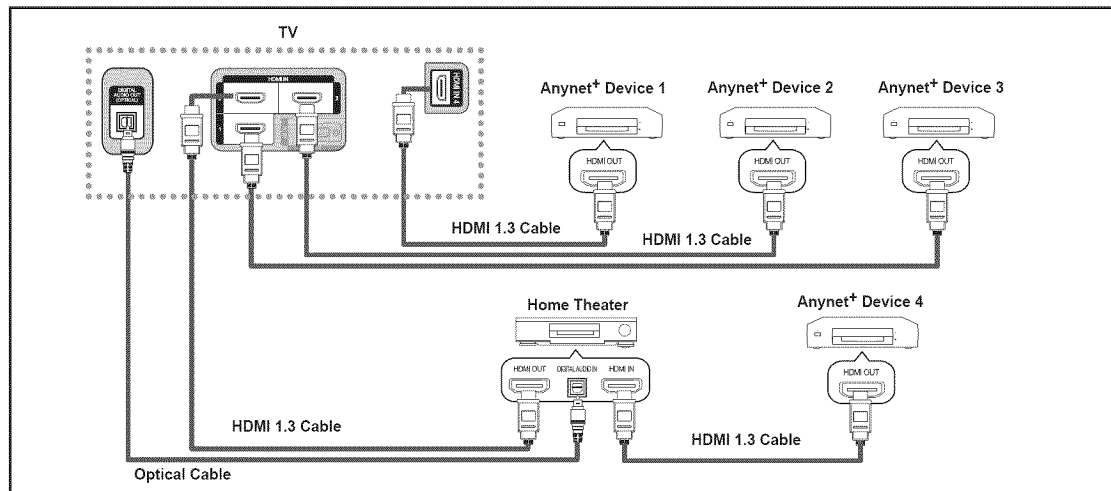 TV
DIGITAL
AUDIO OUT
(OPTICAL)
HDMI IN
HDMI IN 4
Anynet+ Device 1
Anynet+ Device 2
Anynet+ Device 3
HDMI OUT
HDMI OUT
HDMI OUT
HDMI 1.3 Cable
HDMI 1.3 Cable
Home Theater
Anynet+ Device 4
HDMI OUT
DIGITAL AUDIO IN
HDMI IN
HDMI OUT
HDMI 1.3 Cable
HDMI 1.3 Cable
Optical Cable